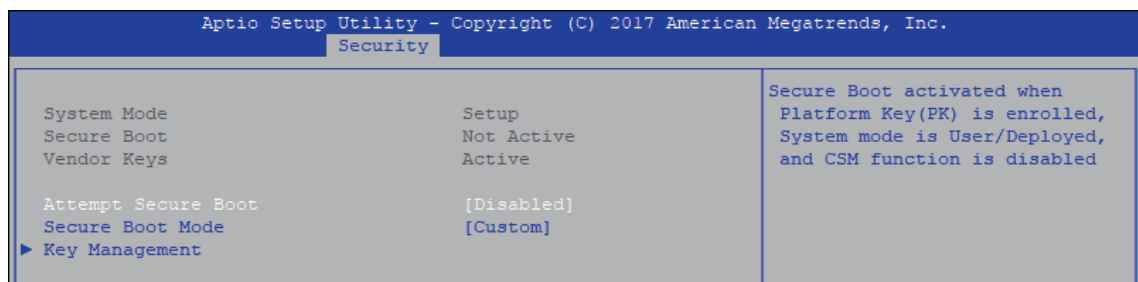 Aptio Setup Utility – Copyright (C) 2017 American Megatrends, Inc.
Security
System Mode Setup
Secure Boot Not Active
Vendor Keys Active
Attempt Secure Boot [Disabled]
Secure Boot Mode [Custom]
► Key Management
Secure Boot activated when
Platform Key(PK) is enrolled,
System mode is User/Deployed,
and CSM function is disabled